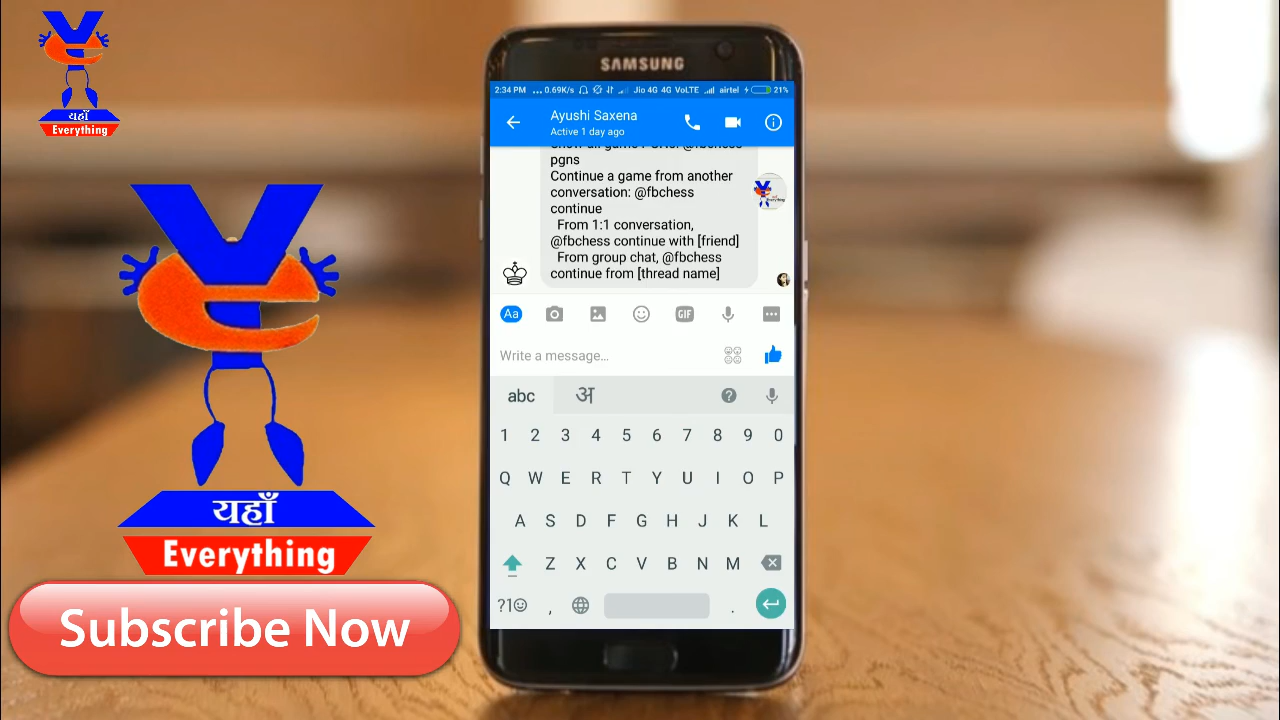 यहाँ
Everything
यहाँ
Everything
Subscribe Now
SAMSUNG
2:34 PM ... 0.69K/s Jio 4G 4G VoLTE airtel 21%
Ayushi Saxena
Active 1 day ago
pgns
Continue a game from another
conversation: @fbchess
continue
From 1:1 conversation,
@fbchess continue with [friend]
From group chat, @fbchess
continue from [thread name]
Aa
GIF
Write a message...
abc अ ?
1 2 3 4 5 6 7 8 9 0
Q W E R T Y U I O P
A S D F G H J K L
Z X C V B N M
?1☺ , .